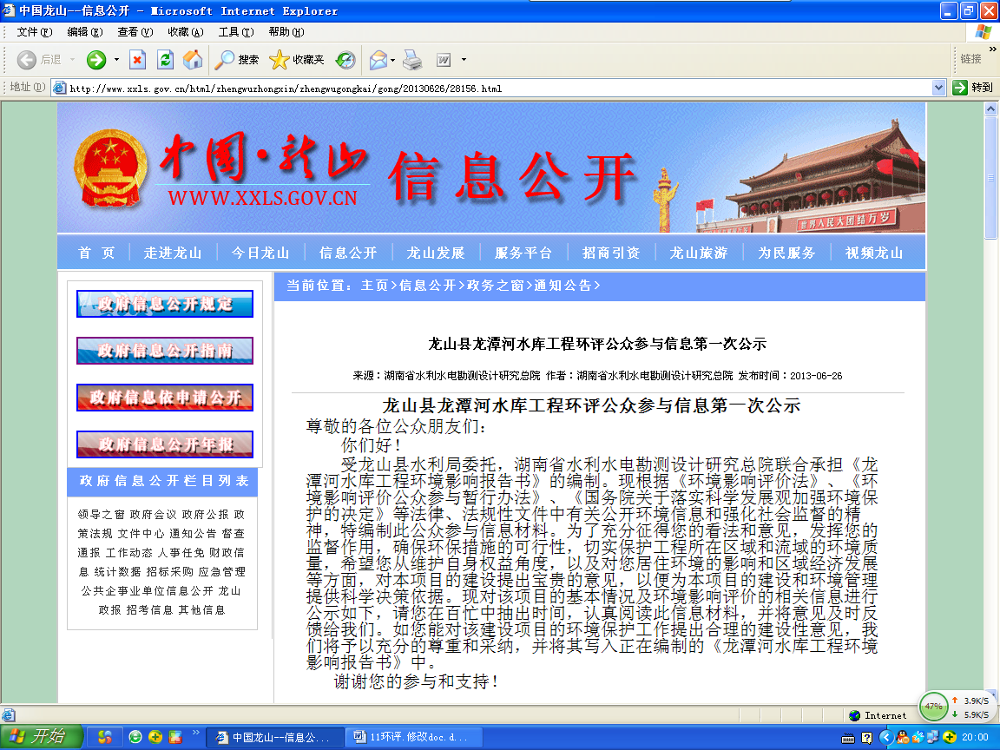 中国龙山--信息公开 - Microsoft Internet Explorer
文件(F) 编辑(E) 查看(V) 收藏(A) 工具(T) 帮助(H)
后退 搜索 收藏夹 链接
地址(D) http://www.xxls.gov.cn/html/zhengwuzhongxin/zhengwugongkai/gong/20130626/28156.html 转到
中国·龙山 信息公开
WWW.XXLS.GOV.CN
世界人民大团结万岁
首 页 走进龙山 今日龙山 信息公开 龙山发展 服务平台 招商引资 龙山旅游 为民服务 视频龙山
政府信息公开规定
政府信息公开指南
政府信息依申请公开
政府信息公开年报
政府信息公开栏目列表
领导之窗 政府会议 政府公报 政
策法规 文件中心 通知公告 督查
通报 工作动态 人事任免 财政信
息 统计数据 招标采购 应急管理
公共企事业单位信息公开 龙山
政报 招考信息 其他信息
当前位置：主页>信息公开>政务之窗>通知公告>
龙山县龙潭河水库工程环评公众参与信息第一次公示
来源：湖南省水利水电勘测设计研究总院 作者：湖南省水利水电勘测设计研究总院 发布时间：2013-06-26
龙山县龙潭河水库工程环评公众参与信息第一次公示
尊敬的各位公众朋友们：
你们好！
受龙山县水利局委托，湖南省水利水电勘测设计研究总院联合承担《龙
潭河水库工程环境影响报告书》的编制。现根据《环境影响评价法》、《环
境影响评价公众参与暂行办法》、《国务院关于落实科学发展观加强环境保
护的决定》等法律、法规性文件中有关公开环境信息和强化社会监督的精
神，特编制此公众参与信息材料。为了充分征得您的看法和意见，发挥您的
监督作用，确保环保措施的可行性，切实保护工程所在区域和流域的环境质
量，希望您从维护自身权益角度，以及对您居住环境的影响和区域经济发展
等方面，对本项目的建设提出宝贵的意见，以便为本项目的建设和环境管理
提供科学决策依据。现对该项目的基本情况及环境影响评价的相关信息进行
公示如下，请您在百忙中抽出时间，认真阅读此信息材料，并将意见及时反
馈给我们。如您能对该建设项目的环境保护工作提出合理的建设性意见，我
们将予以充分的尊重和采纳，并将其写入正在编制的《龙潭河水库工程环境
影响报告书》中。
谢谢您的参与和支持！
Internet
47% 3.9K/S
5.9K/S
开始 中国龙山--信息公... 11环评.修改doc.d... 20:00